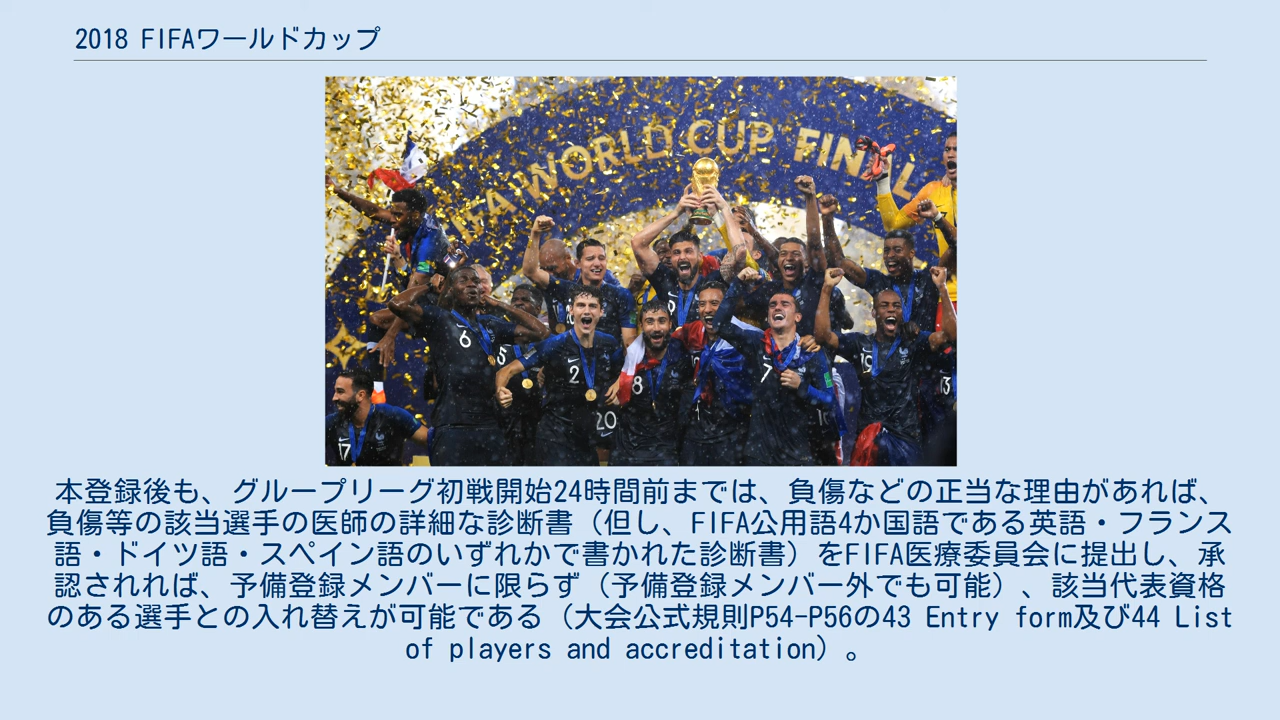 2018 FIFAワールドカップ
FIFA WORLD CUP FINAL
6
5
2
20
8
7
19
13
17
本登録後も、グループリーグ初戦開始24時間前までは、負傷などの正当な理由があれば、
負傷等の該当選手の医師の詳細な診断書（但し、FIFA公用語4か国語である英語・フランス
語・ドイツ語・スペイン語のいずれかで書かれた診断書）をFIFA医療委員会に提出し、承
認されれば、予備登録メンバーに限らず（予備登録メンバー外でも可能）、該当代表資格
のある選手との入れ替えが可能である（大会公式規則P54-P56の43 Entry form及び44 List
of players and accreditation）。